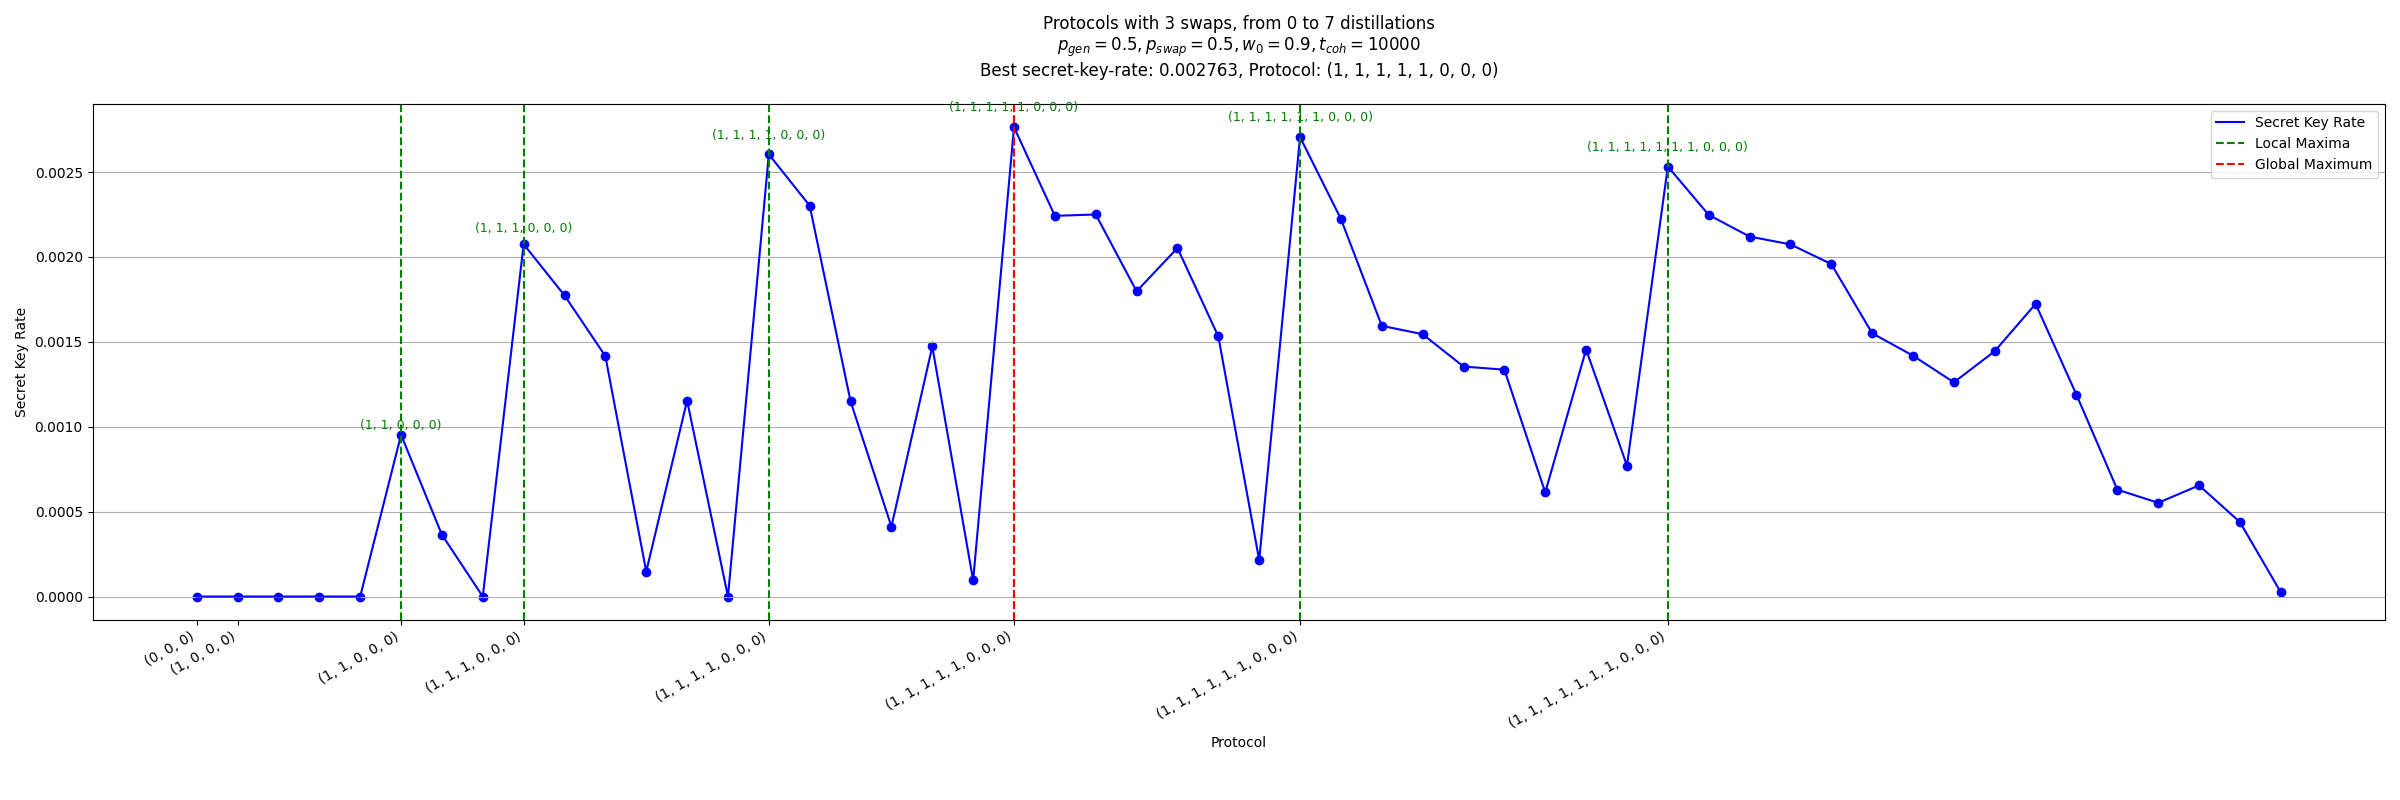 Protocols with 3 swaps, from 0 to 7 distillations
p_gen = 0.5, p_swap = 0.5, w_0 = 0.9, t_coh = 10000
Best secret-key-rate: 0.002763, Protocol: (1, 1, 1, 1, 1, 0, 0, 0)
(1, 1, 0, 0, 0)
(1, 1, 1, 0, 0, 0)
(1, 1, 1, 1, 0, 0, 0)
(1, 1, 1, 1, 1, 0, 0, 0)
(1, 1, 1, 1, 1, 1, 0, 0, 0)
(1, 1, 1, 1, 1, 1, 1, 0, 0, 0)
Secret Key Rate
Local Maxima
Global Maximum
Secret Key Rate
0.0025
0.0020
0.0015
0.0010
0.0005
0.0000
(0, 0, 0)
(1, 0, 0, 0)
(1, 1, 0, 0, 0)
(1, 1, 1, 0, 0, 0)
(1, 1, 1, 1, 0, 0, 0)
(1, 1, 1, 1, 1, 0, 0, 0)
(1, 1, 1, 1, 1, 1, 0, 0, 0)
(1, 1, 1, 1, 1, 1, 1, 0, 0, 0)
Protocol